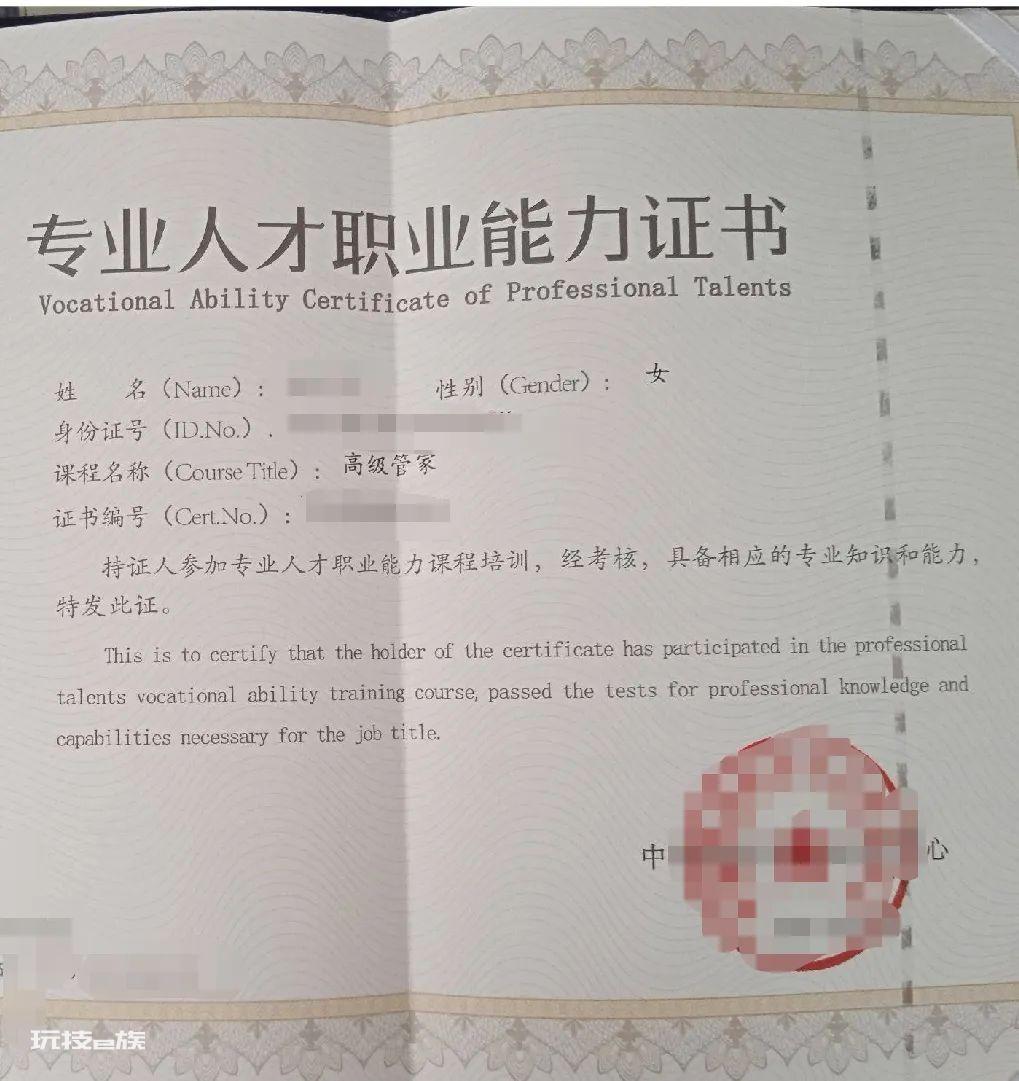 专业人才职业能力证书
Vocational Ability Certificate of Professional Talents
姓 名（Name）： 性别（Gender）： 女
身份证号（ID.No.）.
课程名称（Course Title）： 高级管家
证书编号（Cert.No.）：
持证人参加专业人才职业能力课程培训，经考核，具备相应的专业知识和能力，
特发此证。
This is to certify that the holder of the certificate has participated in the professional
talents vocational ability training course, passed the tests for professional knowledge and
capabilities necessary for the job title.
中 心
玩技e族